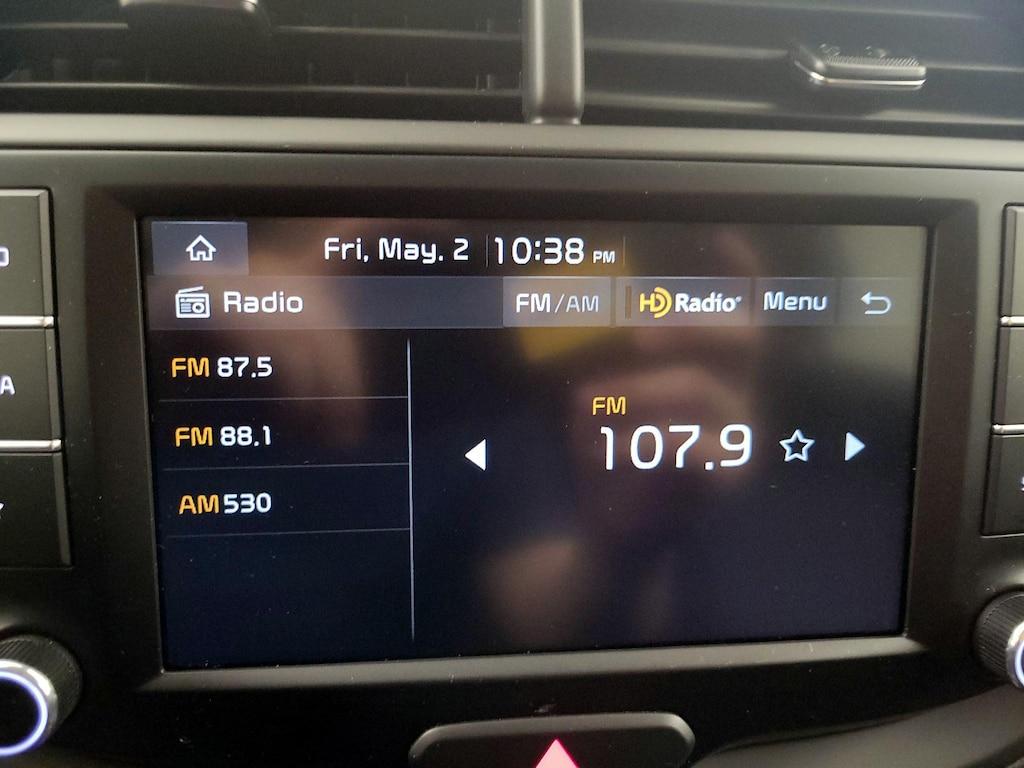 Fri, May. 2 10:38 PM
Radio FM/AM HD Radio Menu
FM 87.5
FM 88.1
AM 530
FM
107.9
A